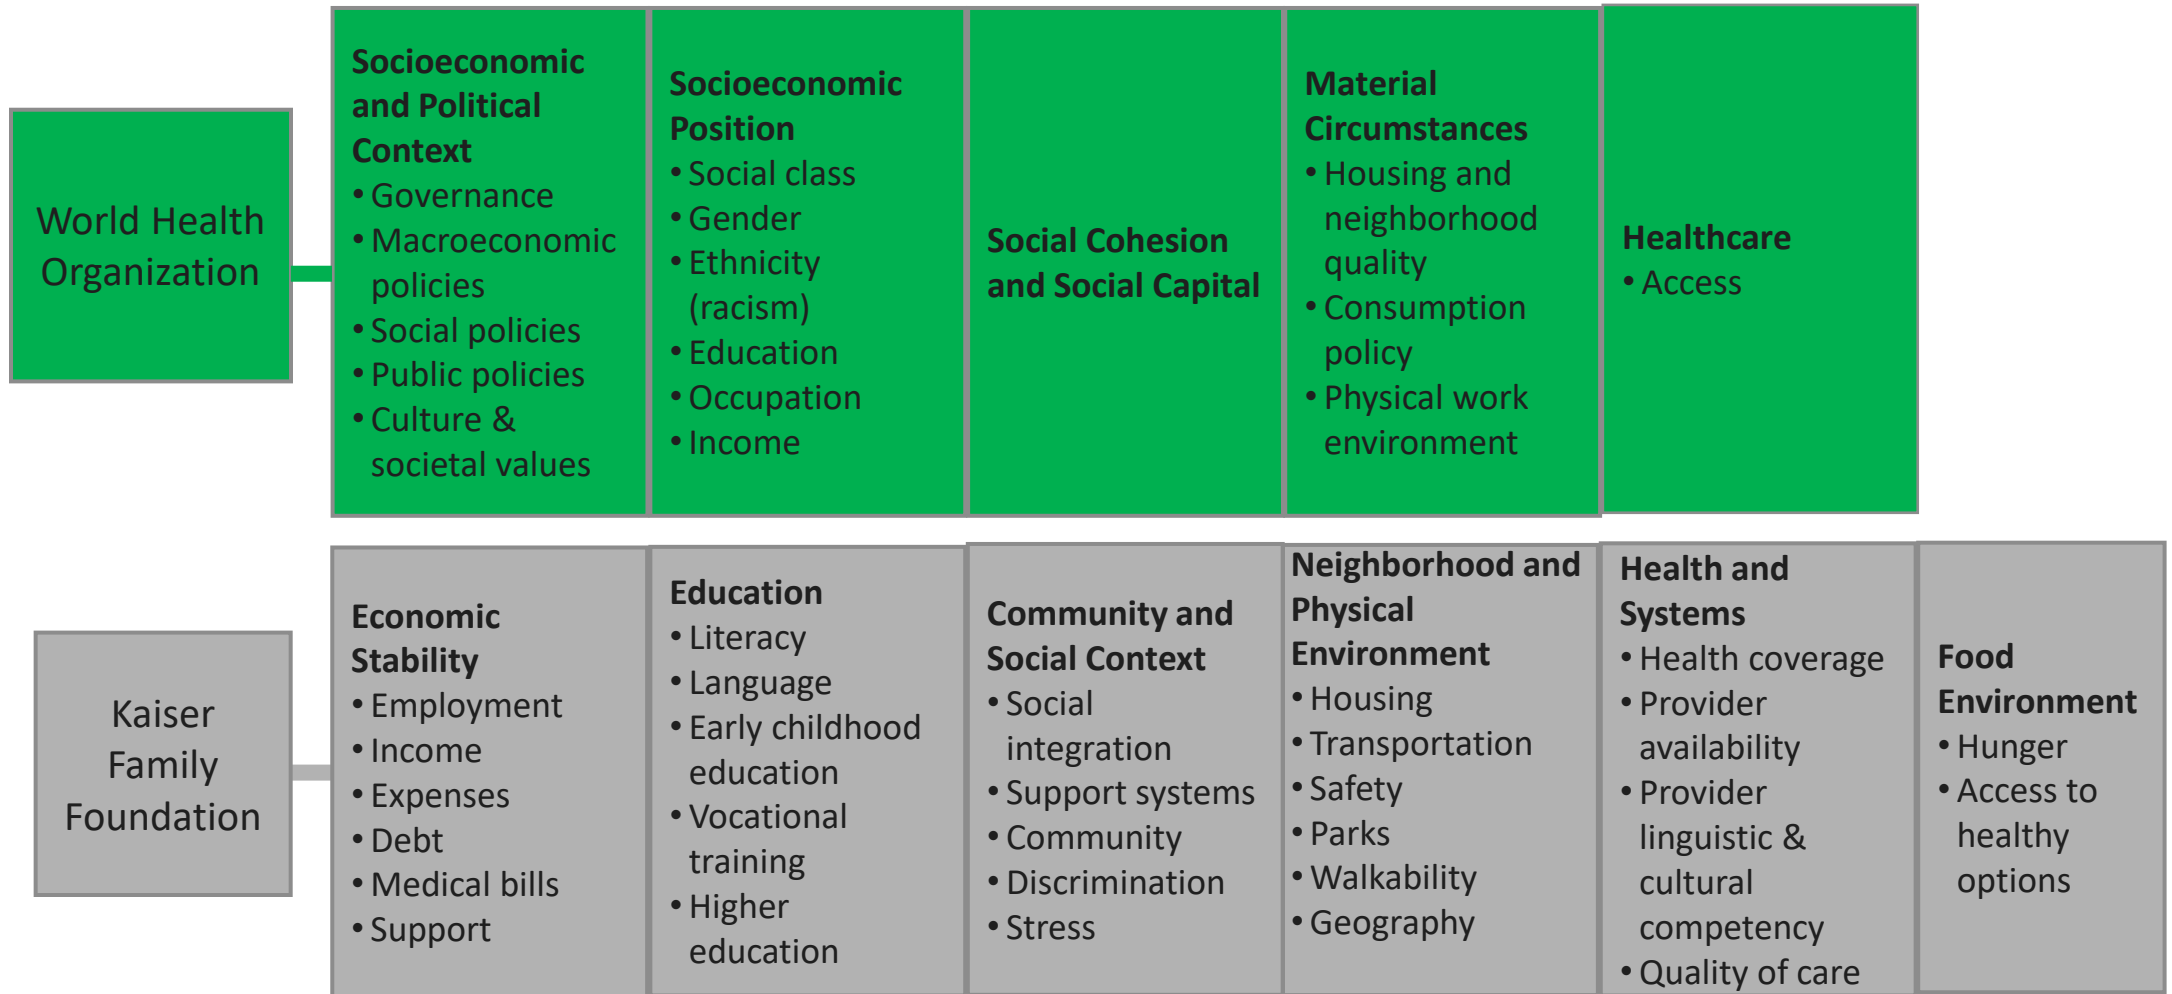 World Health
Organization
Socioeconomic
and Political
Context
• Governance
• Macroeconomic
policies
• Social policies
• Public policies
• Culture &
societal values
Socioeconomic
Position
• Social class
• Gender
• Ethnicity
(racism)
• Education
• Occupation
• Income
Social Cohesion
and Social Capital
Material
Circumstances
• Housing and
neighborhood
quality
• Consumption
policy
• Physical work
environment
Healthcare
• Access
Kaiser
Family
Foundation
Economic
Stability
• Employment
• Income
• Expenses
• Debt
• Medical bills
• Support
Education
• Literacy
• Language
• Early childhood
education
• Vocational
training
• Higher
education
Community and
Social Context
• Social
integration
• Support systems
• Community
• Discrimination
• Stress
Neighborhood and
Physical
Environment
• Housing
• Transportation
• Safety
• Parks
• Walkability
• Geography
Health and
Systems
• Health coverage
• Provider
availability
• Provider
linguistic &
cultural
competency
• Quality of care
Food
Environment
• Hunger
• Access to
healthy
options